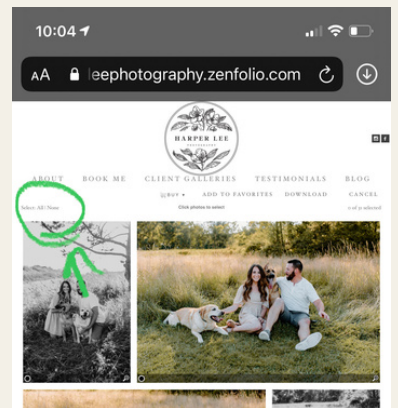 10:04
AA leephotography.zenfolio.com
HARPER LEE
PHOTOGRAPHY
ABOUT BOOK ME CLIENT GALLERIES TESTIMONIALS BLOG
BUY ADD TO FAVORITES DOWNLOAD CANCEL
Select: All / None Click photos to select